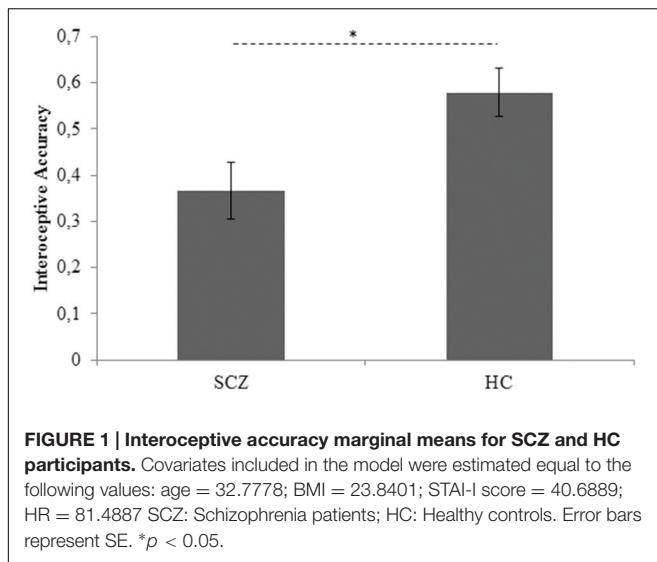 0,7
*
0,6
0,5
0,4
0,3
0,2
0,1
0
Interoceptive Accuracy
SCZ HC
FIGURE 1 | Interoceptive accuracy marginal means for SCZ and HC
participants. Covariates included in the model were estimated equal to the
following values: age = 32.7778; BMI = 23.8401; STAI-I score = 40.6889;
HR = 81.4887 SCZ: Schizophrenia patients; HC: Healthy controls. Error bars
represent SE. *p < 0.05.